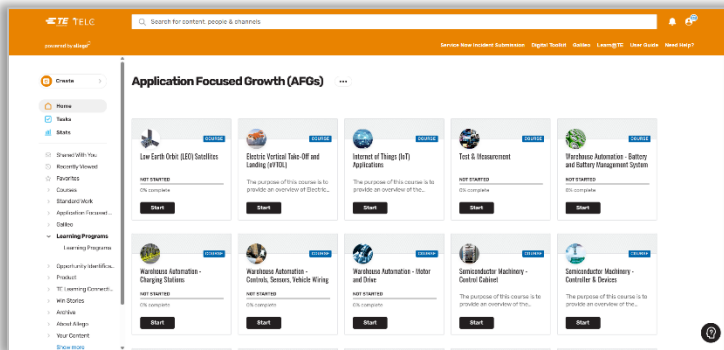 TE TELC
Search for content, people & channels
powered by allego
Service Now Incident Submission Digital Toolkit Galileo Learn@TE User Guide Need Help?
Create
Home
Tasks
Stats
Shared With You
Recently Viewed
Favorites
Courses
Standard Work
Application Focused...
Galileo
Learning Programs
Learning Programs
Opportunity Identifica...
Product
TC Learning Connecti...
Win Stories
Archive
About Allego
Your Content
Show more
Application Focused Growth (AFGs) ...
COURSE
Low Earth Orbit (LEO) Satellites
NOT STARTED
0% complete
Start
COURSE
Electric Vertical Take-Off and
Landing (eVTOL)
The purpose of this course is to
provide an overview of Electric...
Start
COURSE
Internet of Things (IoT)
Applications
The purpose of this course is to
provide an overview of the...
Start
COURSE
Test & Measurement
NOT STARTED
0% complete
Start
COURSE
Warehouse Automation - Battery
and Battery Management System
NOT STARTED
0% complete
Start
COURSE
Warehouse Automation -
Charging Stations
NOT STARTED
0% complete
Start
COURSE
Warehouse Automation -
Controls, Sensors, Vehicle Wiring
NOT STARTED
0% complete
Start
COURSE
Warehouse Automation - Motor
and Drive
NOT STARTED
0% complete
Start
COURSE
Semiconductor Machinery -
Control Cabinet
The purpose of this course is to
provide an overview of the...
Start
COURSE
Semiconductor Machinery -
Controller & Devices
The purpose of this course is to
provide an overview of the...
Start